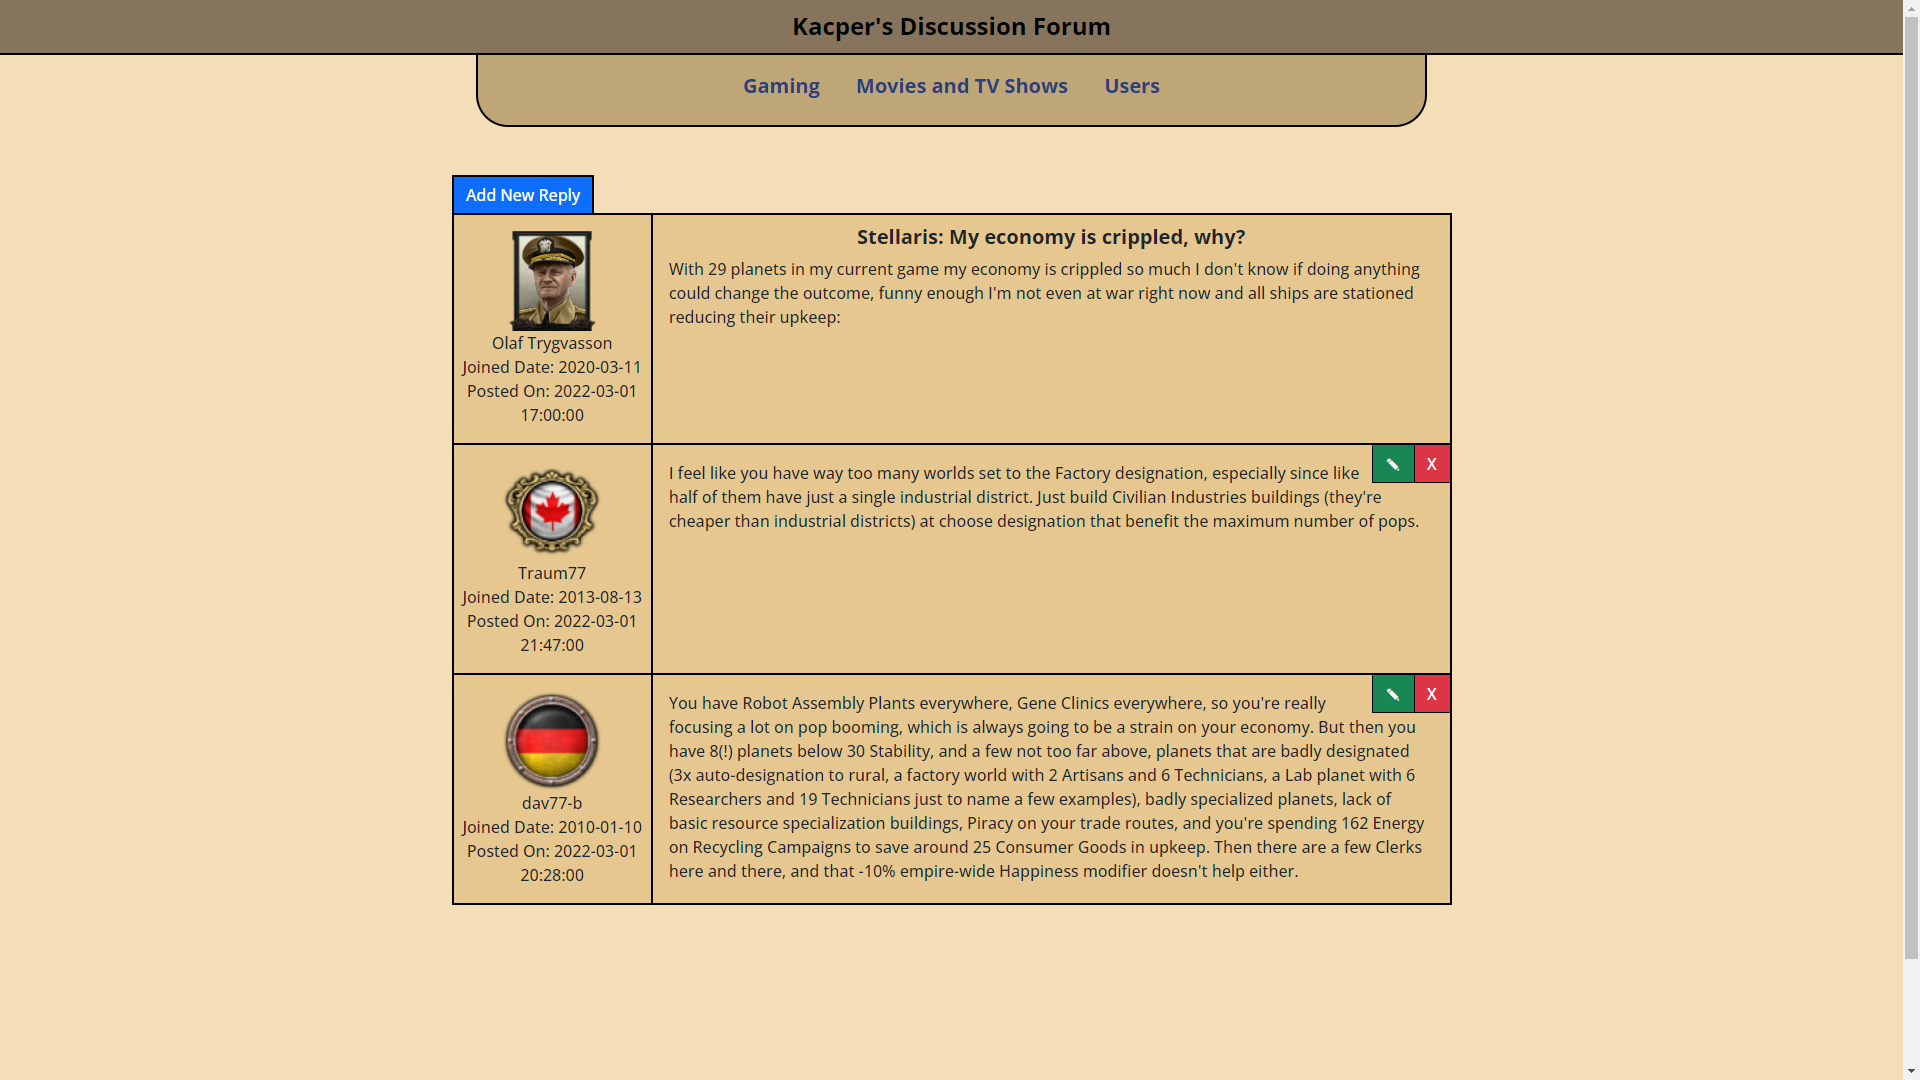 Kacper's Discussion Forum
Gaming Movies and TV Shows Users
Add New Reply
Olaf Trygvasson
Joined Date: 2020-03-11
Posted On: 2022-03-01
17:00:00
Stellaris: My economy is crippled, why?
With 29 planets in my current game my economy is crippled so much I don't know if doing anything
could change the outcome, funny enough I'm not even at war right now and all ships are stationed
reducing their upkeep:
Traum77
Joined Date: 2013-08-13
Posted On: 2022-03-01
21:47:00
X
I feel like you have way too many worlds set to the Factory designation, especially since like
half of them have just a single industrial district. Just build Civilian Industries buildings (they're
cheaper than industrial districts) at choose designation that benefit the maximum number of pops.
dav77-b
Joined Date: 2010-01-10
Posted On: 2022-03-01
20:28:00
X
You have Robot Assembly Plants everywhere, Gene Clinics everywhere, so you're really
focusing a lot on pop booming, which is always going to be a strain on your economy. But then you
have 8(!) planets below 30 Stability, and a few not too far above, planets that are badly designated
(3x auto-designation to rural, a factory world with 2 Artisans and 6 Technicians, a Lab planet with 6
Researchers and 19 Technicians just to name a few examples), badly specialized planets, lack of
basic resource specialization buildings, Piracy on your trade routes, and you're spending 162 Energy
on Recycling Campaigns to save around 25 Consumer Goods in upkeep. Then there are a few Clerks
here and there, and that -10% empire-wide Happiness modifier doesn't help either.